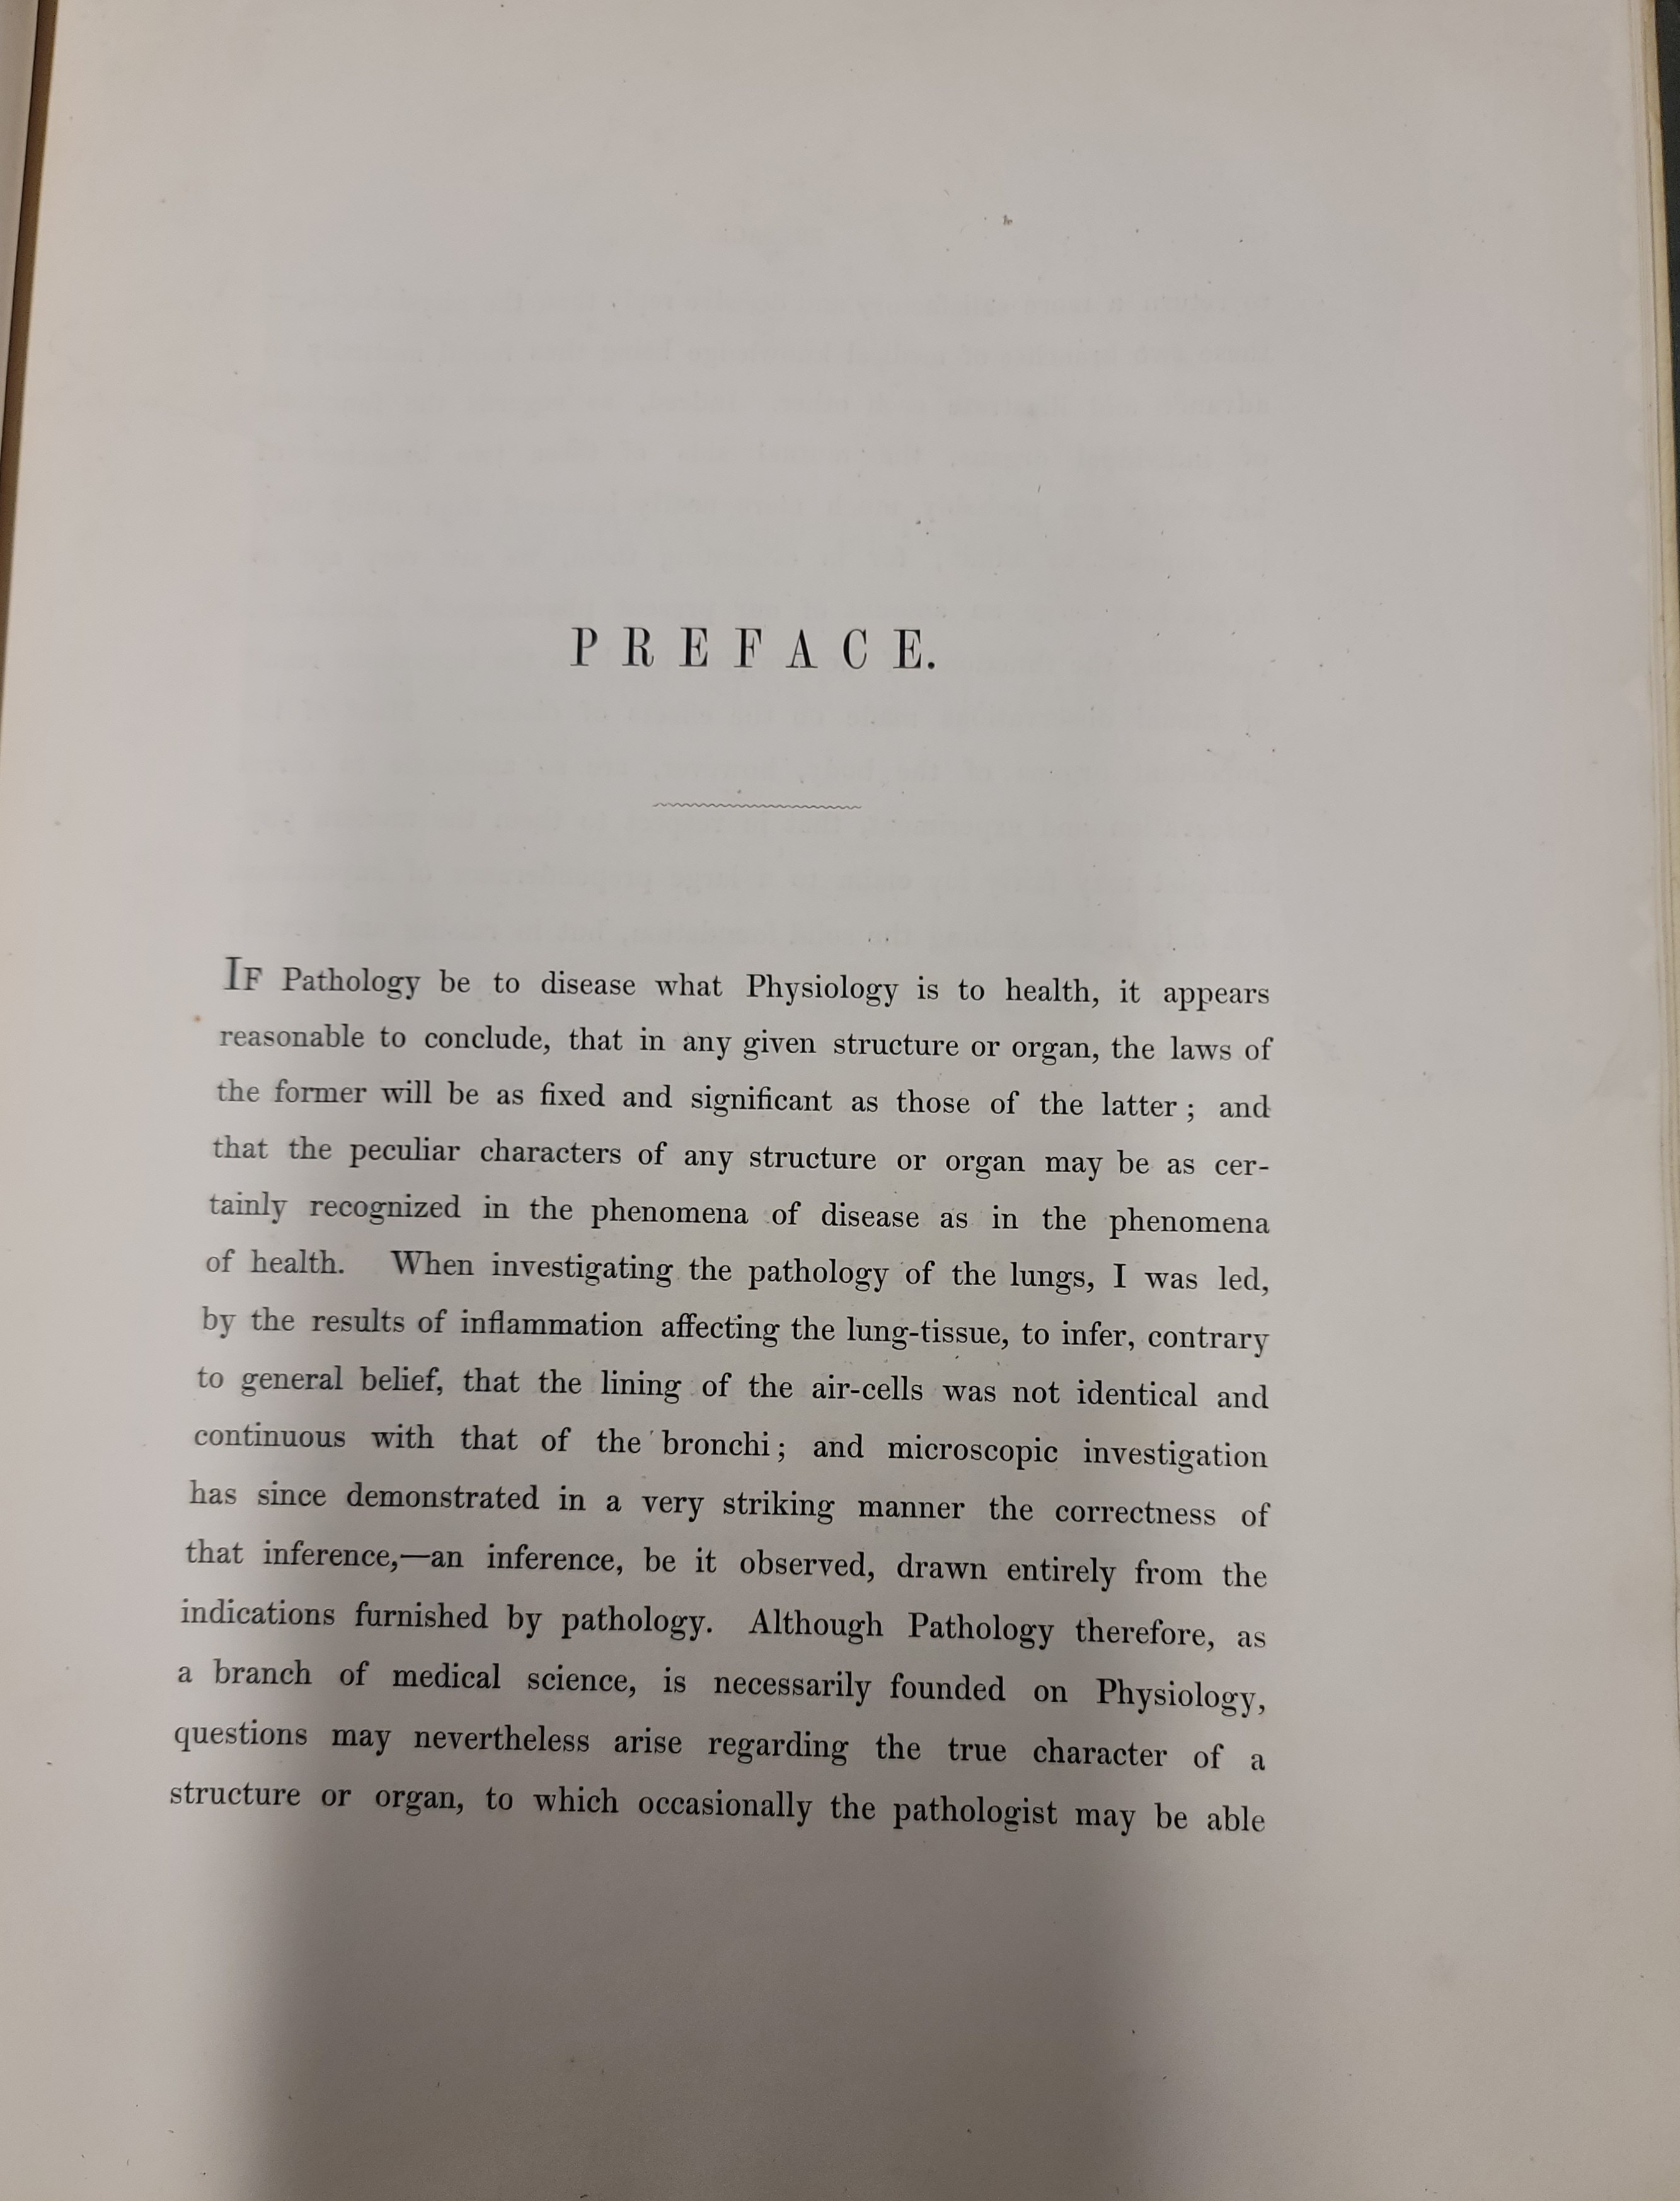 PREFACE.
IF Pathology be to disease what Physiology is to health, it appears
reasonable to conclude, that in any given structure or organ, the laws of
the former will be as fixed and significant as those of the latter; and
that the peculiar characters of any structure or organ may be as cer-
tainly recognized in the phenomena of disease as in the phenomena
of health. When investigating the pathology of the lungs, I was led,
by the results of inflammation affecting the lung-tissue, to infer, contrary
to general belief, that the lining of the air-cells was not identical and
continuous with that of the bronchi; and microscopic investigation
has since demonstrated in a very striking manner the correctness of
that inference,—an inference, be it observed, drawn entirely from the
indications furnished by pathology. Although Pathology therefore, as
a branch of medical science, is necessarily founded on Physiology,
questions may nevertheless arise regarding the true character of a
structure or organ, to which occasionally the pathologist may be able